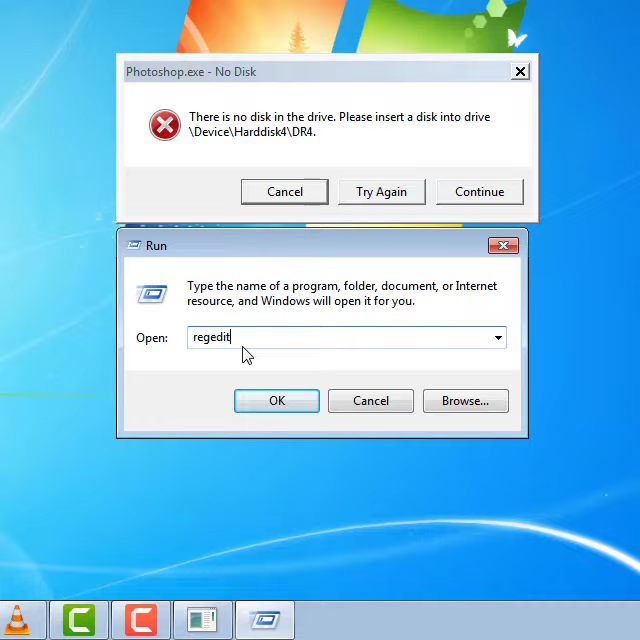 Photoshop.exe - No Disk
There is no disk in the drive. Please insert a disk into drive
\Device\Harddisk4\DR4.
Cancel
Try Again
Continue
Run
Type the name of a program, folder, document, or Internet
resource, and Windows will open it for you.
Open:
regedit
OK
Cancel
Browse...